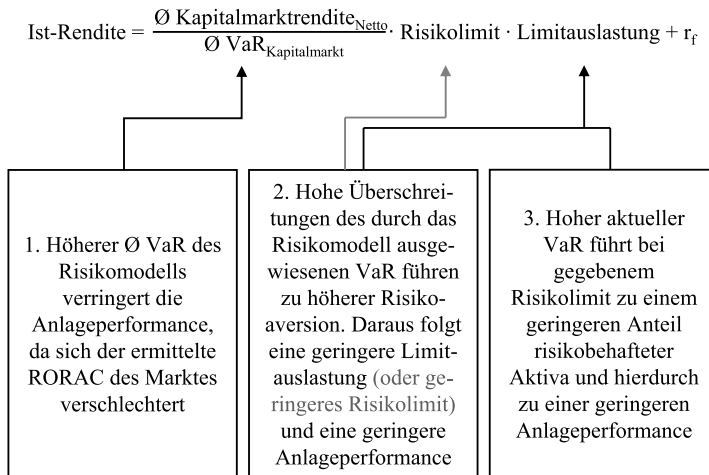 Ist-Rendite = Ø Kapitalmarktrendite_Netto / Ø VaR_Kapitalmarkt · Risikolimit · Limitauslastung + r_f
1. Höherer Ø VaR des
Risikomodells
verringert die
Anlageperformance,
da sich der ermittelte
RORAC des Marktes
verschlechtert
2. Hohe Überschrei-
tungen des durch das
Risikomodell ausge-
wiesenen VaR führen
zu höherer Risiko-
aversion. Daraus folgt
eine geringere Limit-
auslastung (oder ge-
ringeres Risikolimit)
und eine geringere
Anlageperformance
3. Hoher aktueller
VaR führt bei
gegebenem
Risikolimit zu einem
geringeren Anteil
risikobehafteter
Aktiva und hierdurch
zu einer geringeren
Anlageperformance